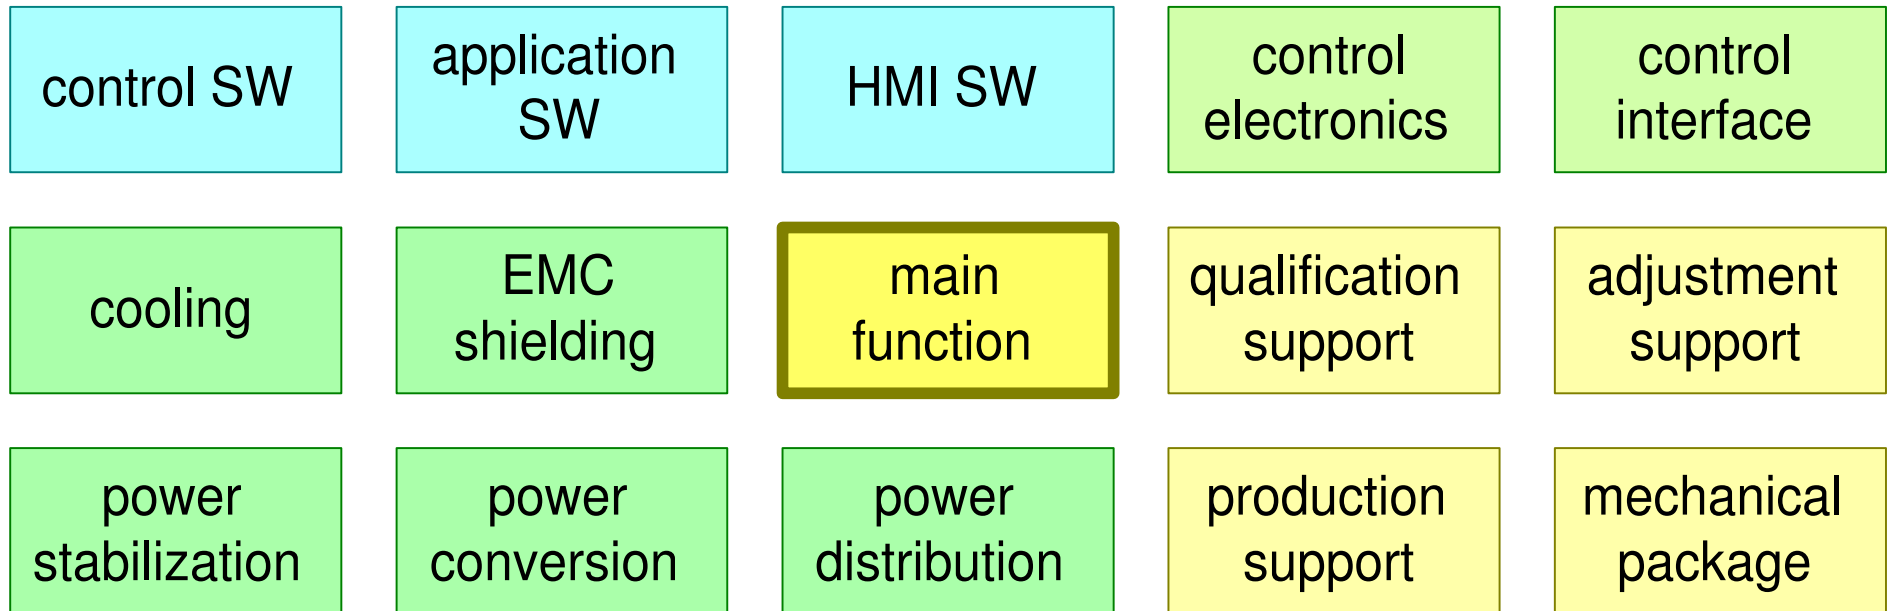 control SW
application
SW
HMI SW
control
electronics
control
interface
cooling
EMC
shielding
main
function
qualification
support
adjustment
support
power
stabilization
power
conversion
power
distribution
production
support
mechanical
package